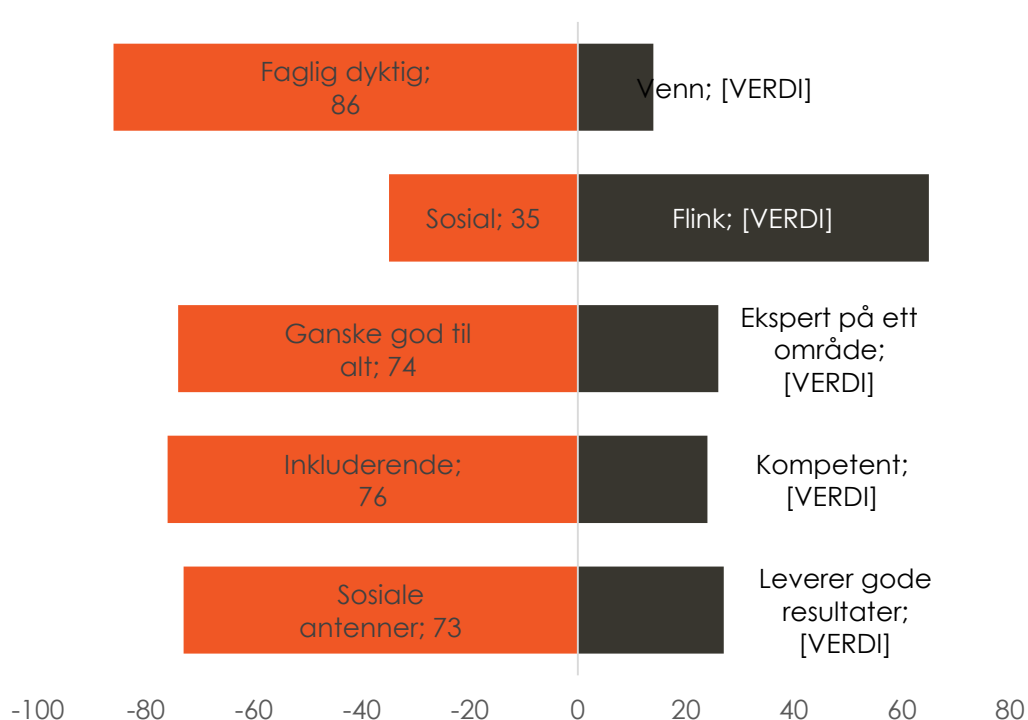 Faglig dyktig;
86
Venn; [VERDI]
Sosial; 35
Flink; [VERDI]
Ganske god til
alt; 74
Ekspert på ett
område;
[VERDI]
Inkluderende;
76
Kompetent;
[VERDI]
Sosiale
antenner; 73
Leverer gode
resultater;
[VERDI]
-100 -80 -60 -40 -20 0 20 40 60 80